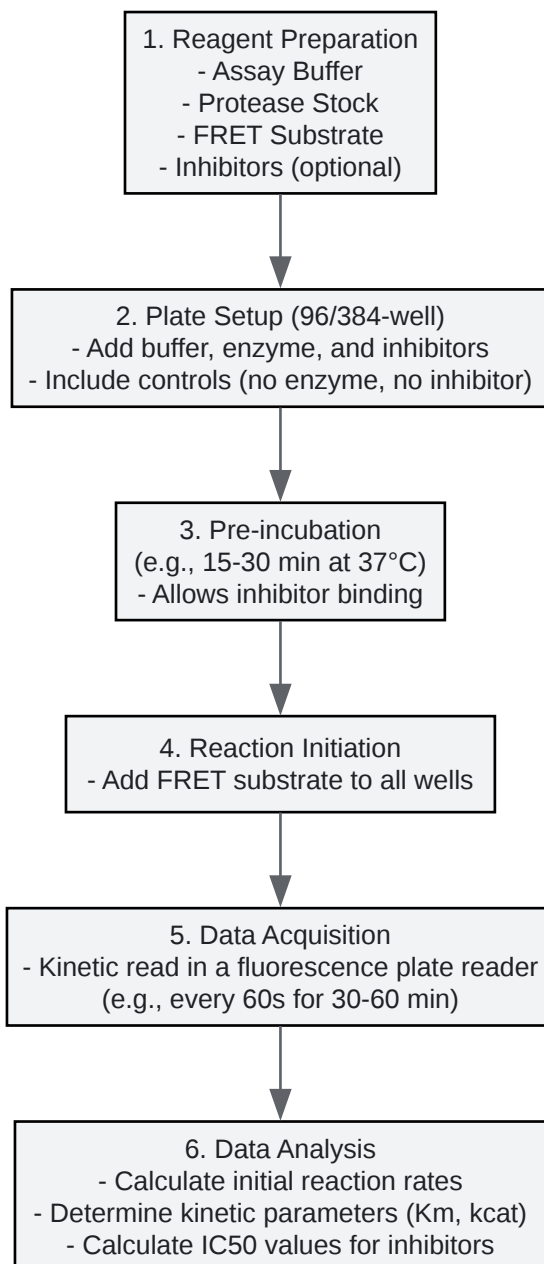 1. Reagent Preparation
- Assay Buffer
- Protease Stock
- FRET Substrate
- Inhibitors (optional)
2. Plate Setup (96/384-well)
- Add buffer, enzyme, and inhibitors
- Include controls (no enzyme, no inhibitor)
3. Pre-incubation
(e.g., 15-30 min at 37°C)
- Allows inhibitor binding
4. Reaction Initiation
- Add FRET substrate to all wells
5. Data Acquisition
- Kinetic read in a fluorescence plate reader
(e.g., every 60s for 30-60 min)
6. Data Analysis
- Calculate initial reaction rates
- Determine kinetic parameters (Km, kcat)
- Calculate IC50 values for inhibitors